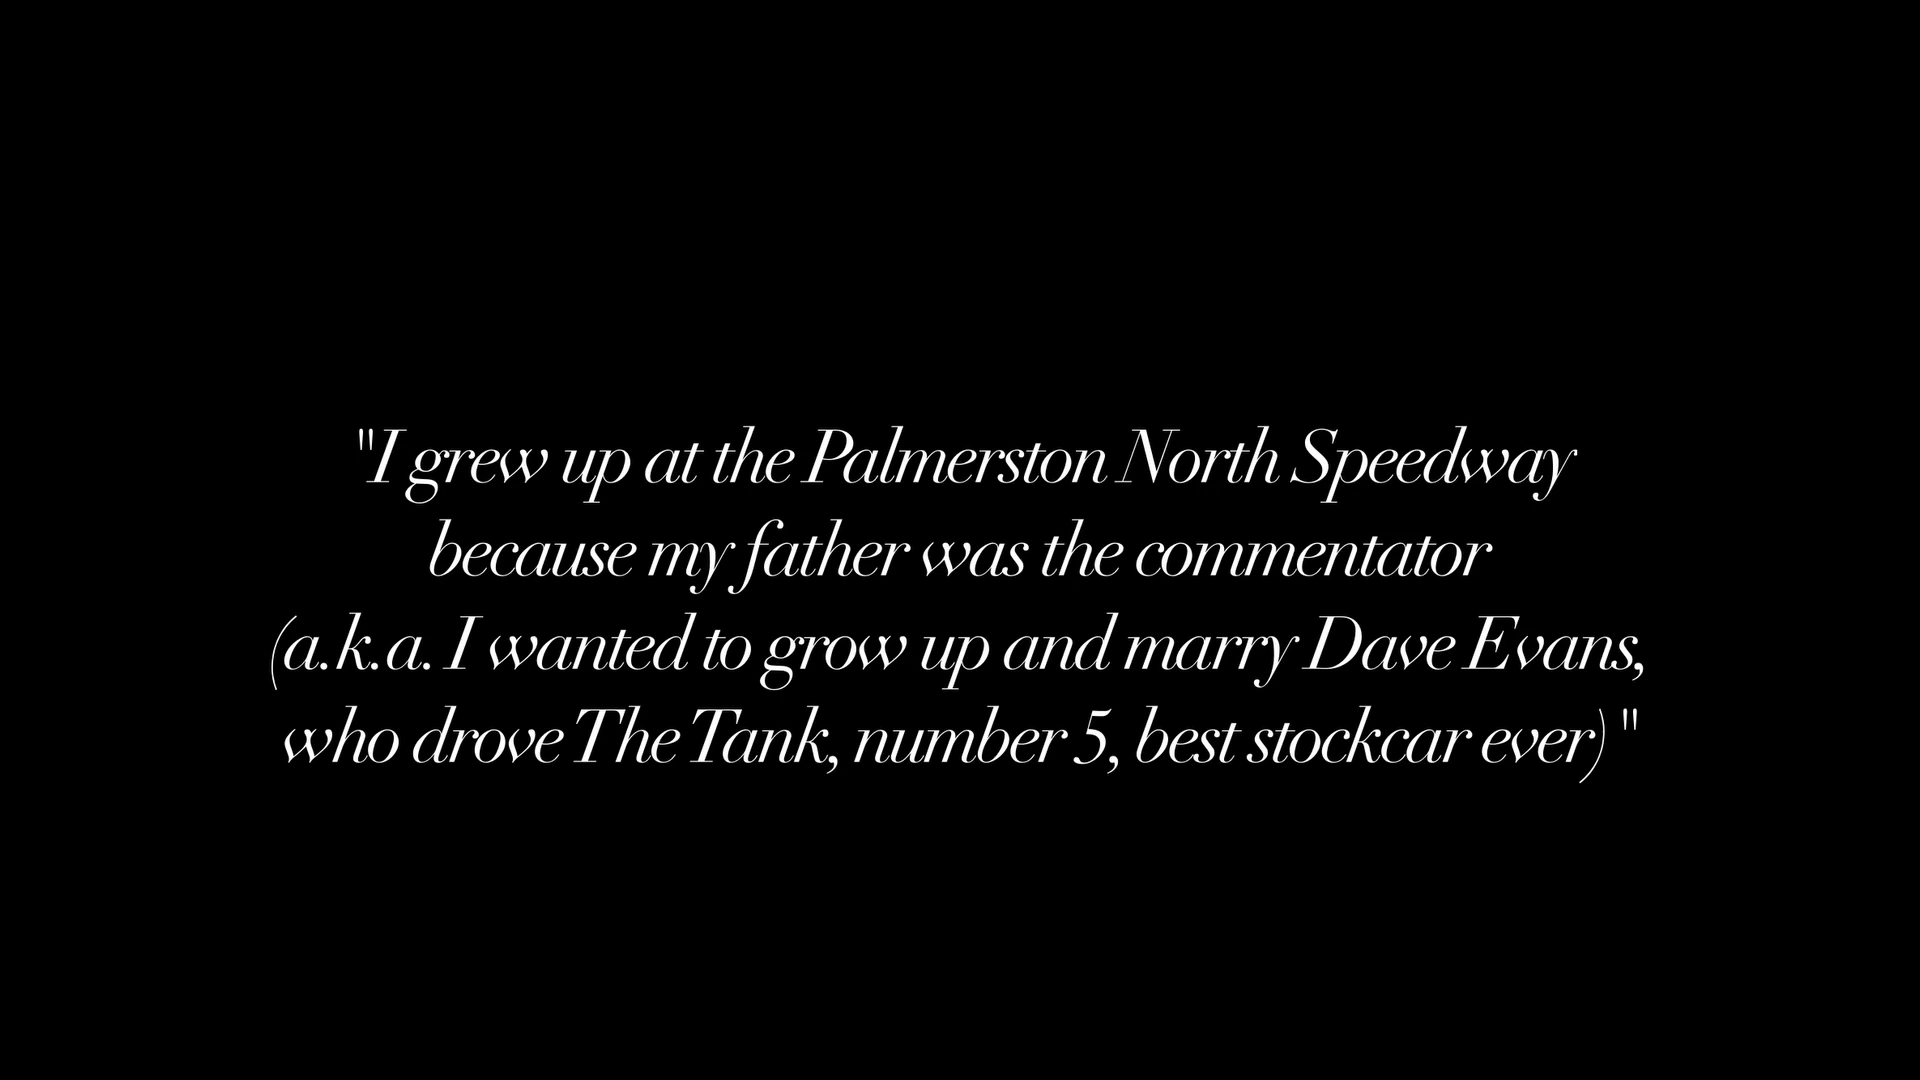 "I grew up at the Palmerston North Speedway
because my father was the commentator
(a.k.a. I wanted to grow up and marry Dave Evans,
who drove The Tank, number 5, best stockcar ever) "